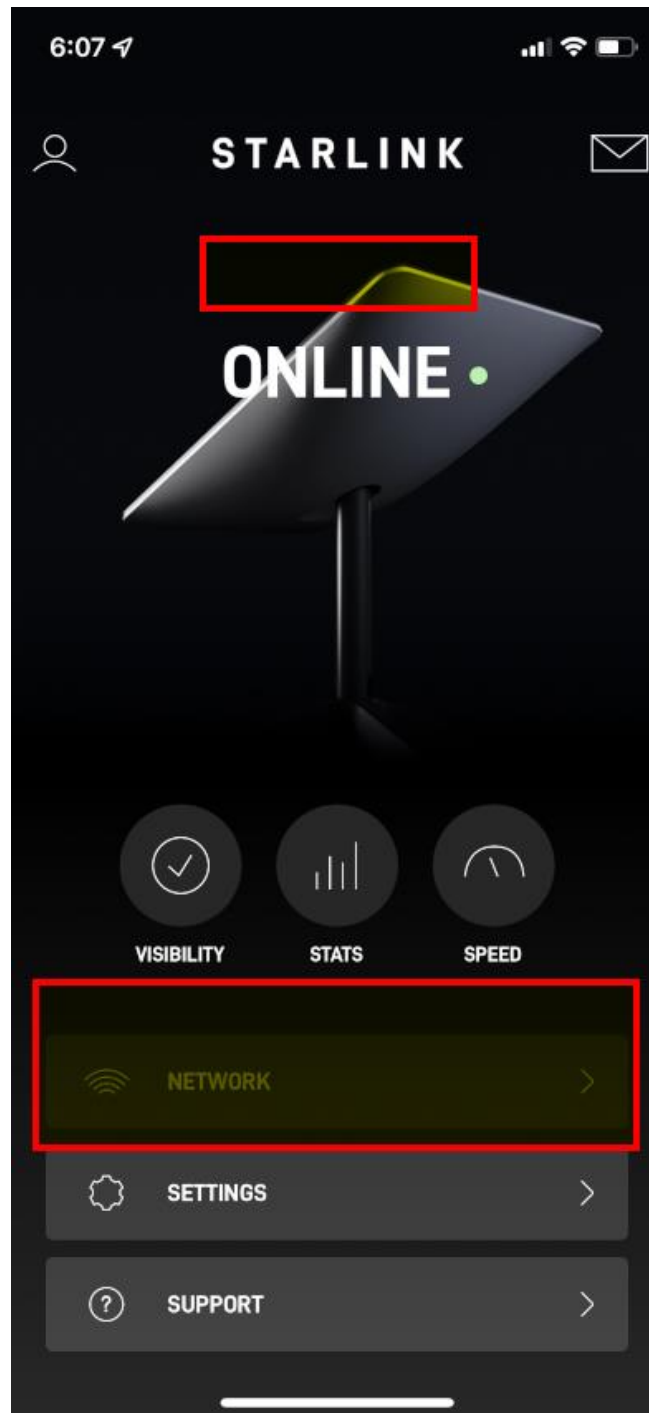 6:07
STARLINK
ONLINE
VISIBILITY STATS SPEED
NETWORK
SETTINGS
? SUPPORT